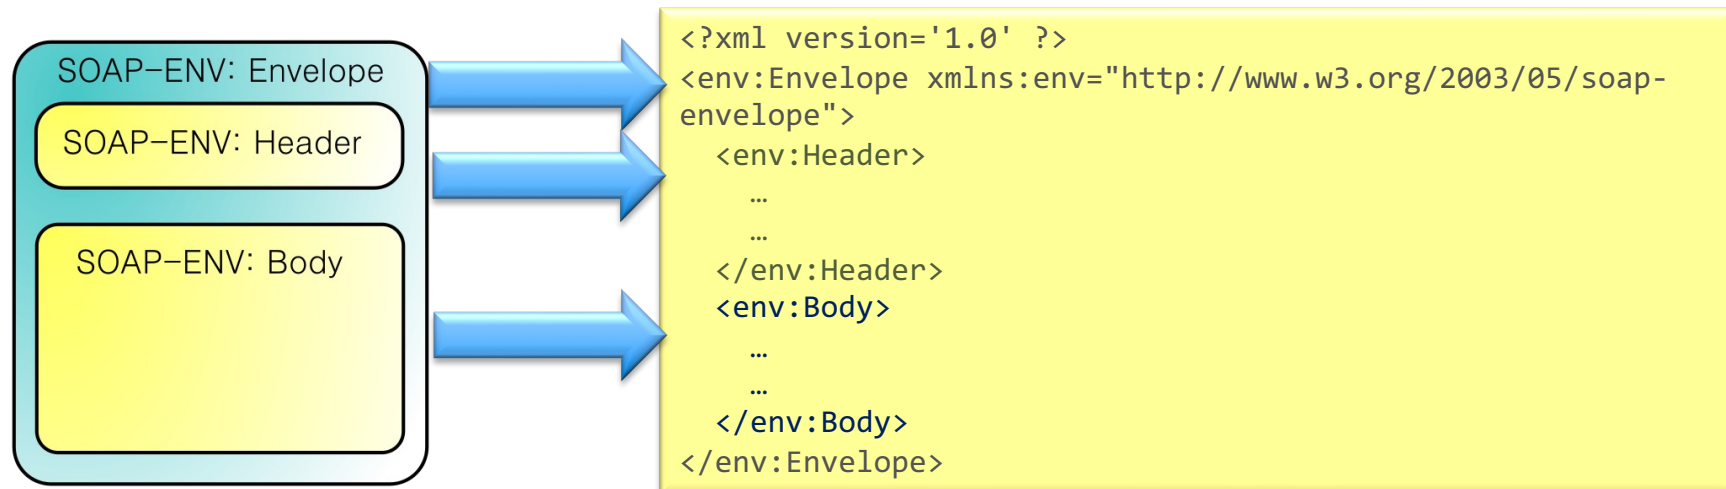 SOAP-ENV: Envelope
SOAP-ENV: Header
SOAP-ENV: Body
<?xml version='1.0' ?>
<env:Envelope xmlns:env="http://www.w3.org/2003/05/soap-
envelope">
<env:Header>
…
…
</env:Header>
<env:Body>
…
…
</env:Body>
</env:Envelope>